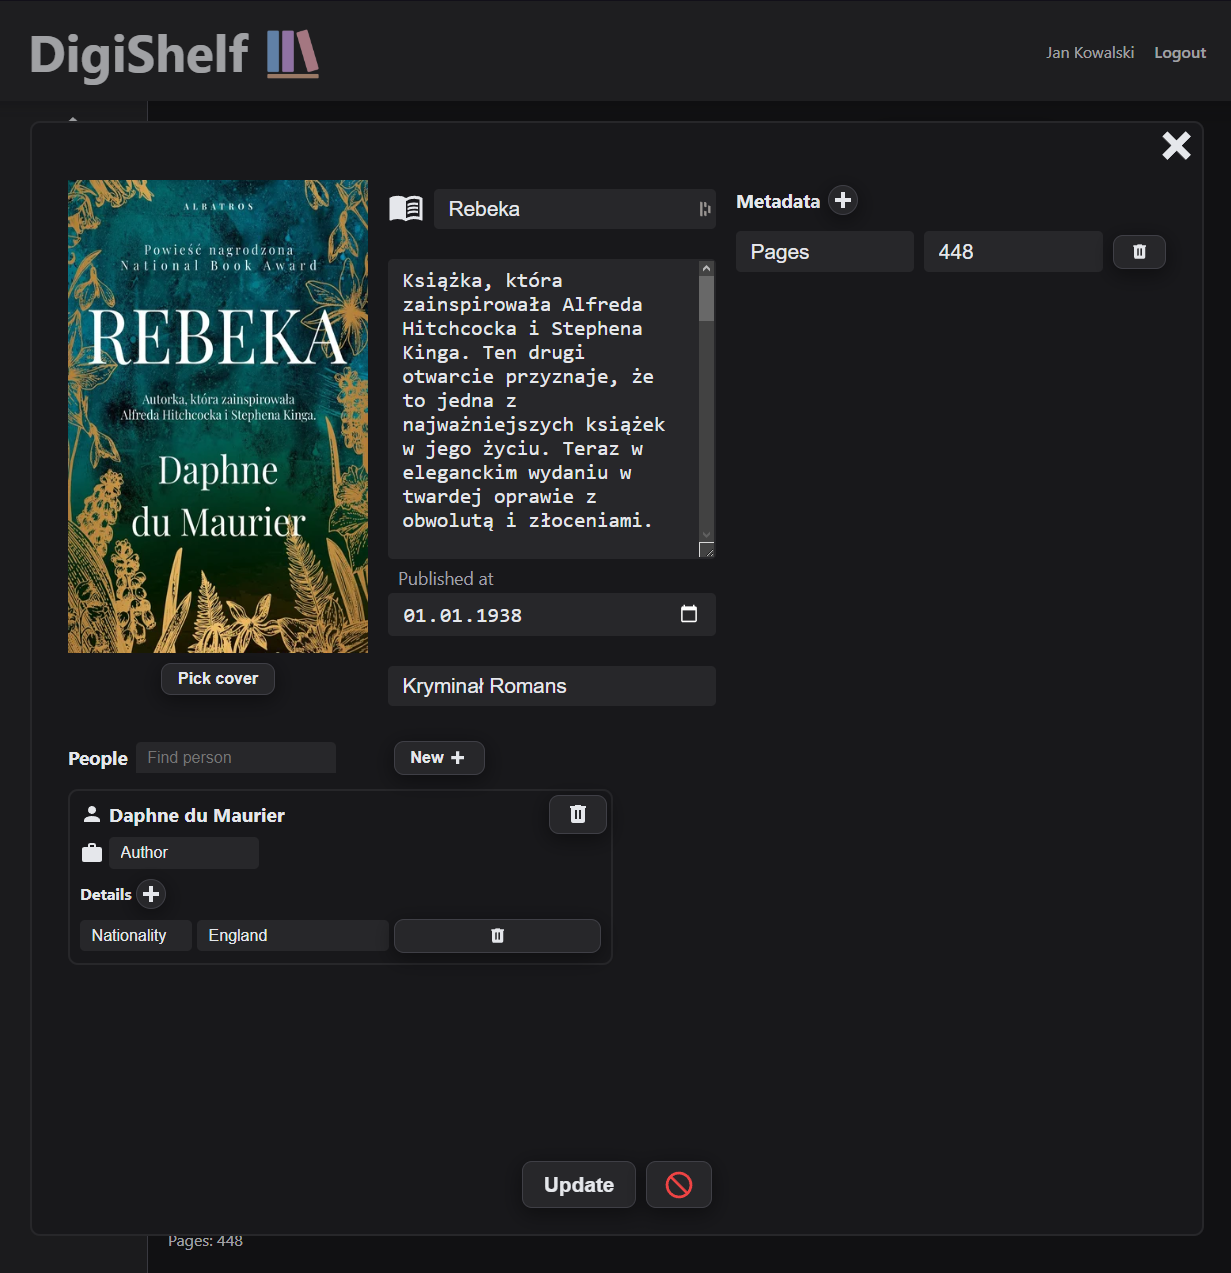 DigiShelf
Jan Kowalski Logout
ALBATROS
Powieść nagrodzona
National Book Award
REBEKA
Autorka, która zainspirowała
Alfreda Hitchcocka i Stephena Kinga.
Daphne
du Maurier
Pick cover
Rebeka
Książka, która
zainspirowała Alfreda
Hitchcocka i Stephena
Kinga. Ten drugi
otwarcie przyznaje, że
to jedna z
najważniejszych książek
w jego życiu. Teraz w
eleganckim wydaniu w
twardej oprawie z
obwolutą i złoceniami.
Published at
01.01.1938
Kryminał Romans
Metadata
Pages 448
People Find person New
Daphne du Maurier
Author
Details
Nationality England
Update
Pages: 448